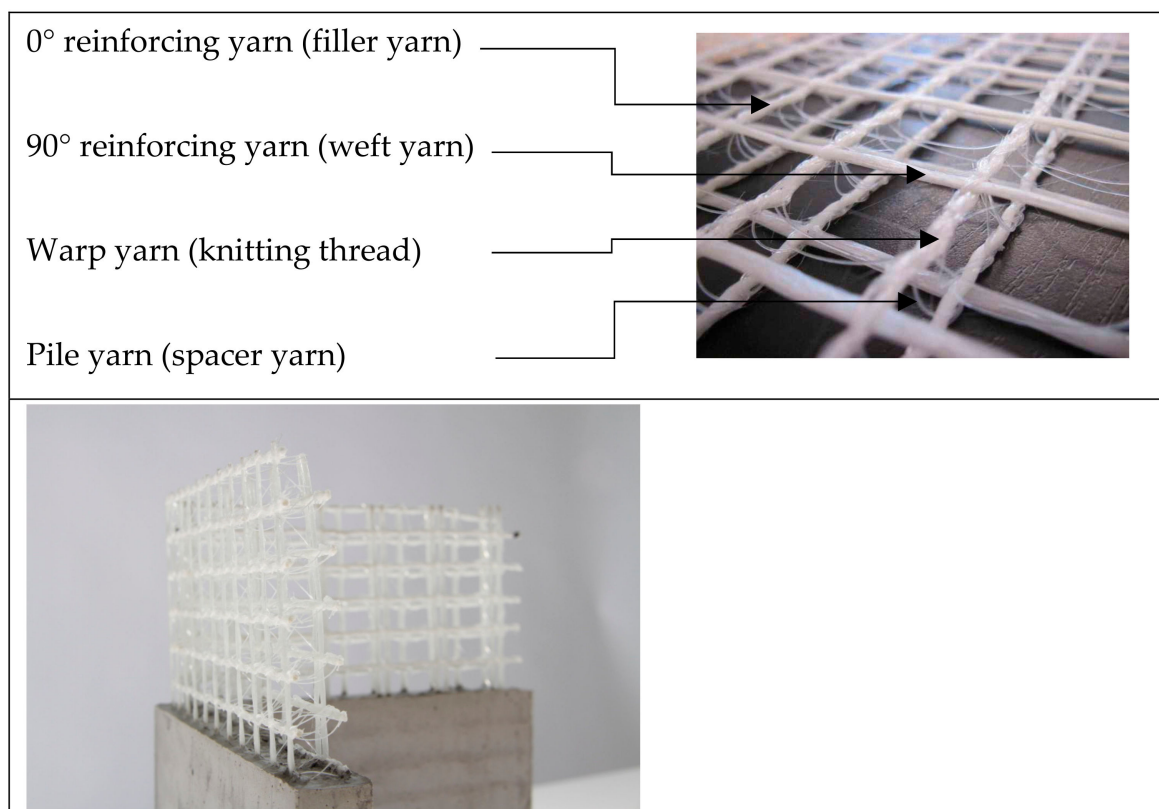 0° reinforcing yarn (filler yarn)
90° reinforcing yarn (weft yarn)
Warp yarn (knitting thread)
Pile yarn (spacer yarn)